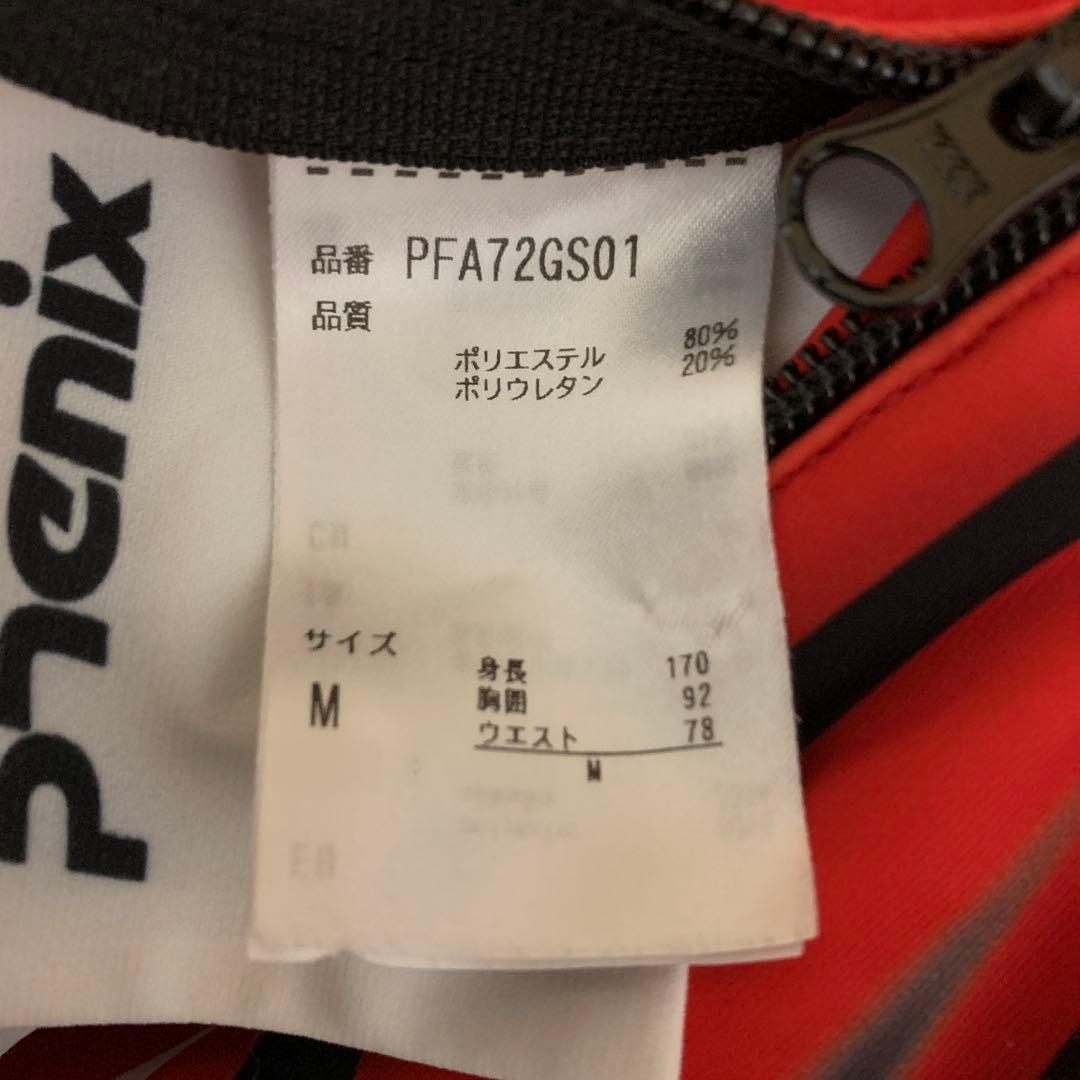 phenix
品番 PFA72GS01
品質
ポリエステル 80%
ポリウレタン 20%
サイズ
M
身長 170
胸囲 92
ウエスト 78
M